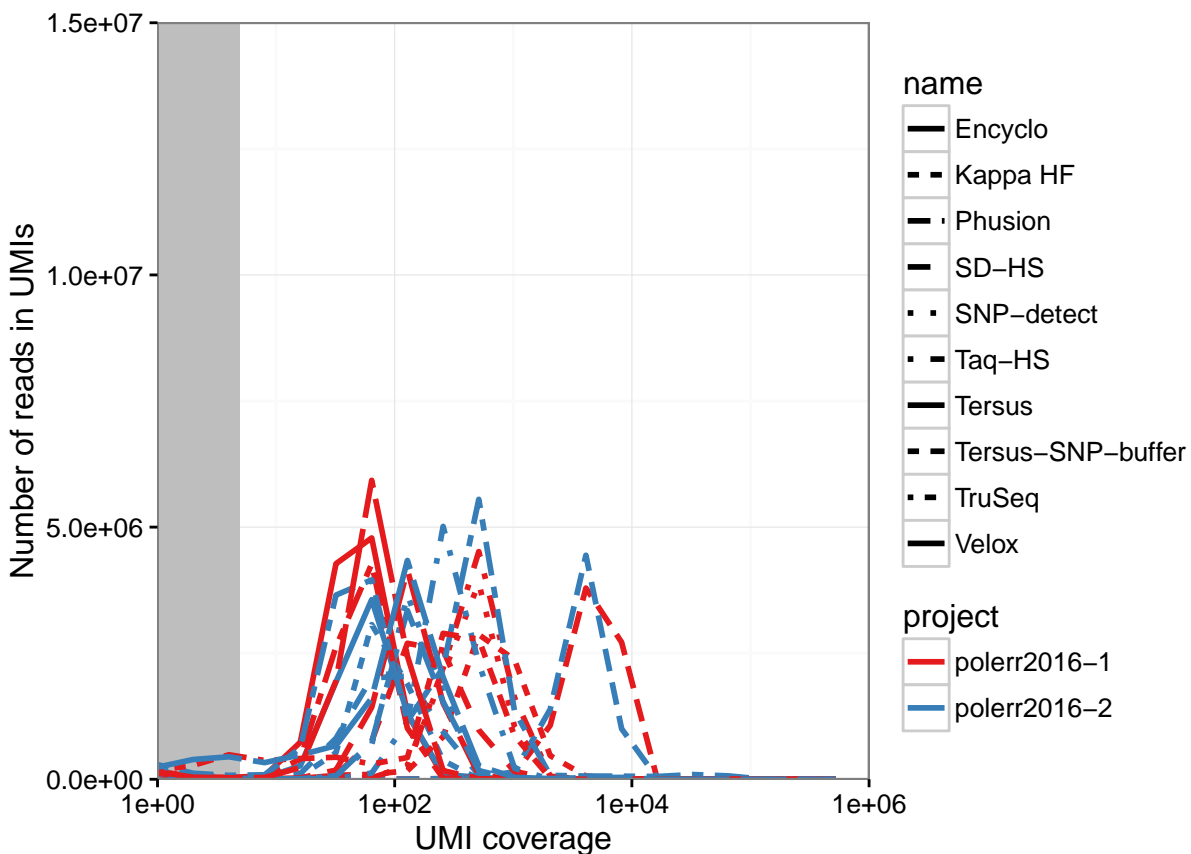 1.5e+07
1.0e+07
5.0e+06
0.0e+00
Number of reads in UMIs
1e+00
1e+02
1e+04
1e+06
UMI coverage
name
Encyclo
Kappa HF
Phusion
SD−HS
SNP−detect
Taq−HS
Tersus
Tersus−SNP−buffer
TruSeq
Velox
project
polerr2016−1
polerr2016−2